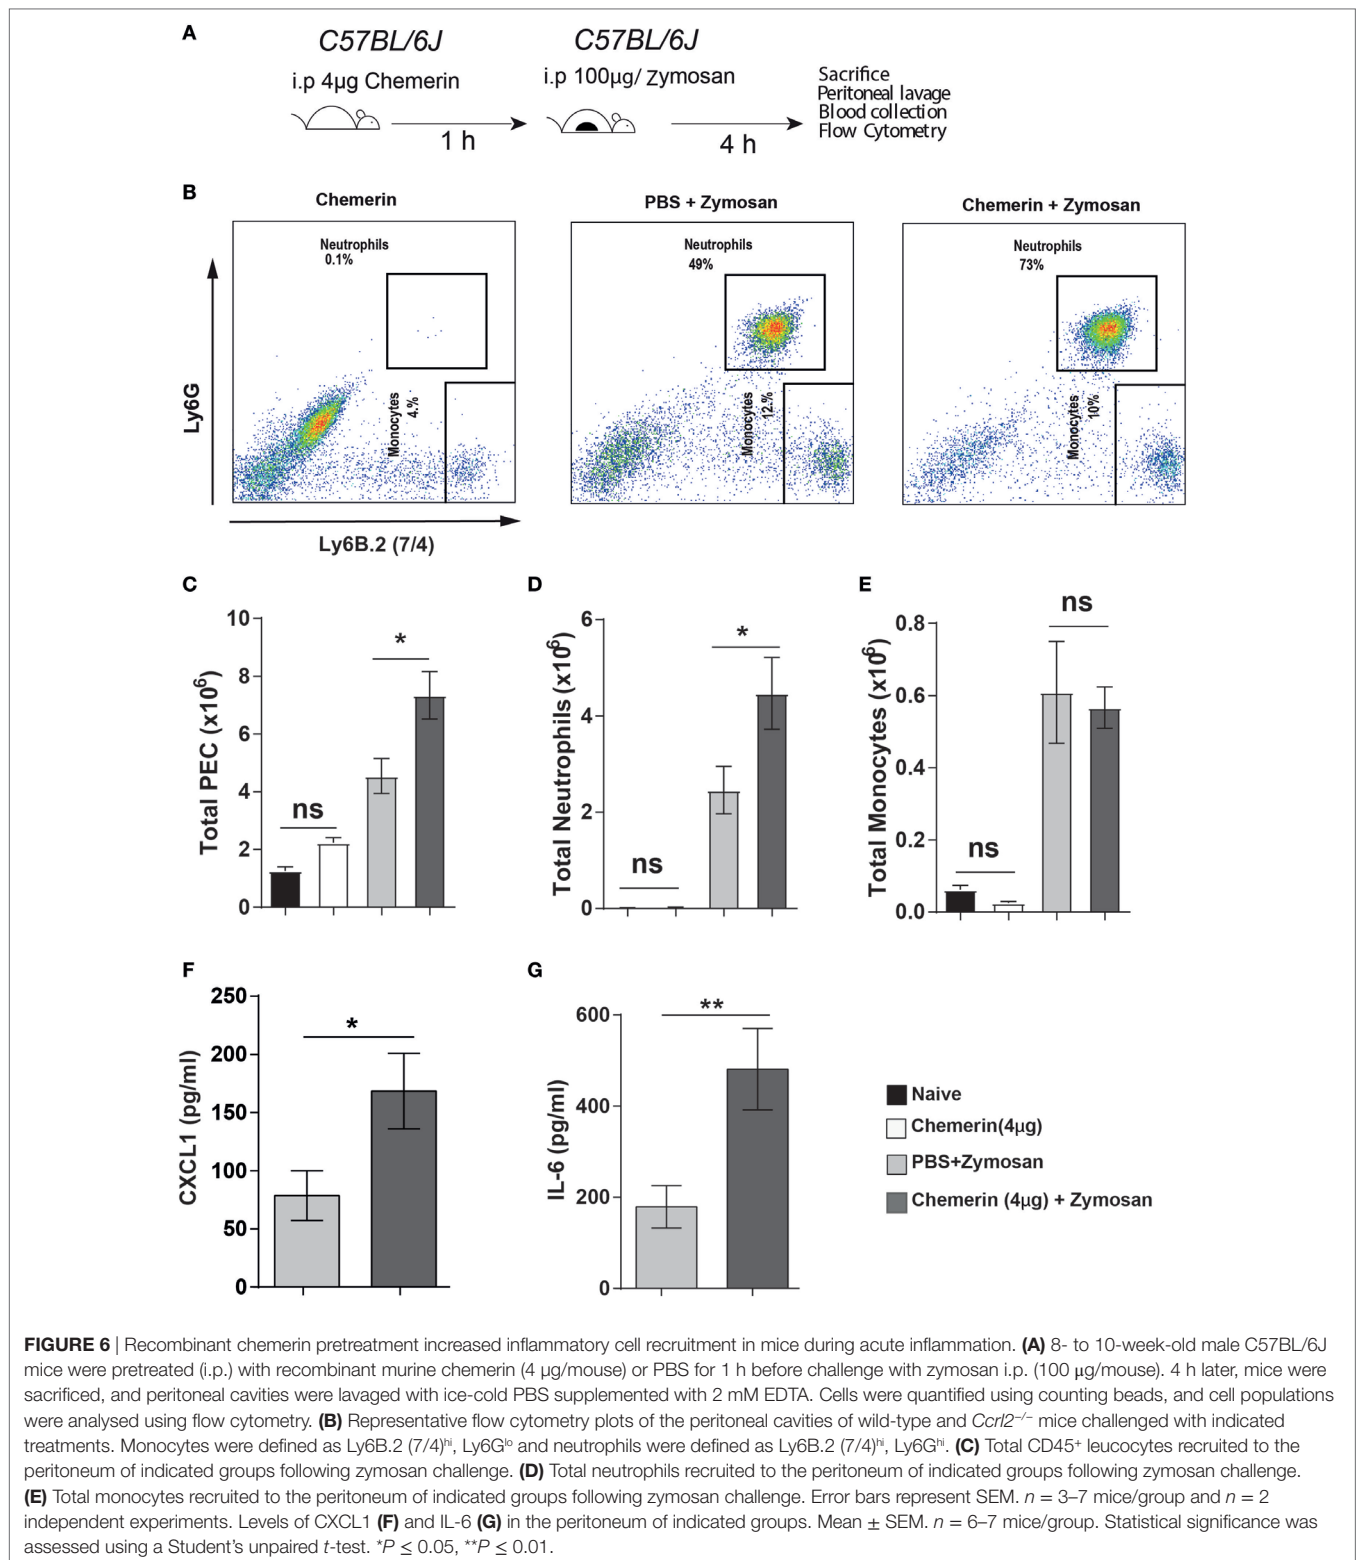 A
C57BL/6J
C57BL/6J
i.p 4μg Chemerin
i.p 100μg/ Zymosan
1 h
4 h
Sacrifice
Peritoneal lavage
Blood collection
Flow Cytometry
B
Chemerin
PBS + Zymosan
Chemerin + Zymosan
Neutrophils
0.1%
Neutrophils
49%
Neutrophils
73%
Monocytes
4.%
Monocytes
12.%
Monocytes
10%
Ly6G
Ly6B.2 (7/4)
C
Total PEC (x10⁶)
10
8
6
4
2
0
ns
*
D
Total Neutrophils (x10⁶)
6
4
2
0
ns
*
E
Total Monocytes (x10⁶)
0.8
0.6
0.4
0.2
0.0
ns
ns
F
CXCL1 (pg/ml)
250
200
150
100
50
0
*
G
IL-6 (pg/ml)
600
400
200
0
**
Naive
Chemerin(4μg)
PBS+Zymosan
Chemerin (4μg) + Zymosan
FIGURE 6 | Recombinant chemerin pretreatment increased inflammatory cell recruitment in mice during acute inflammation. (A) 8- to 10-week-old male C57BL/6J
mice were pretreated (i.p.) with recombinant murine chemerin (4 μg/mouse) or PBS for 1 h before challenge with zymosan i.p. (100 μg/mouse). 4 h later, mice were
sacrificed, and peritoneal cavities were lavaged with ice-cold PBS supplemented with 2 mM EDTA. Cells were quantified using counting beads, and cell populations
were analysed using flow cytometry. (B) Representative flow cytometry plots of the peritoneal cavities of wild-type and Ccrl2⁻/⁻ mice challenged with indicated
treatments. Monocytes were defined as Ly6B.2 (7/4)ʰⁱ, Ly6Gˡᵒ and neutrophils were defined as Ly6B.2 (7/4)ʰⁱ, Ly6Gʰⁱ. (C) Total CD45⁺ leucocytes recruited to the
peritoneum of indicated groups following zymosan challenge. (D) Total neutrophils recruited to the peritoneum of indicated groups following zymosan challenge.
(E) Total monocytes recruited to the peritoneum of indicated groups following zymosan challenge. Error bars represent SEM. n = 3–7 mice/group and n = 2
independent experiments. Levels of CXCL1 (F) and IL-6 (G) in the peritoneum of indicated groups. Mean ± SEM. n = 6–7 mice/group. Statistical significance was
assessed using a Student’s unpaired t-test. *P ≤ 0.05, **P ≤ 0.01.